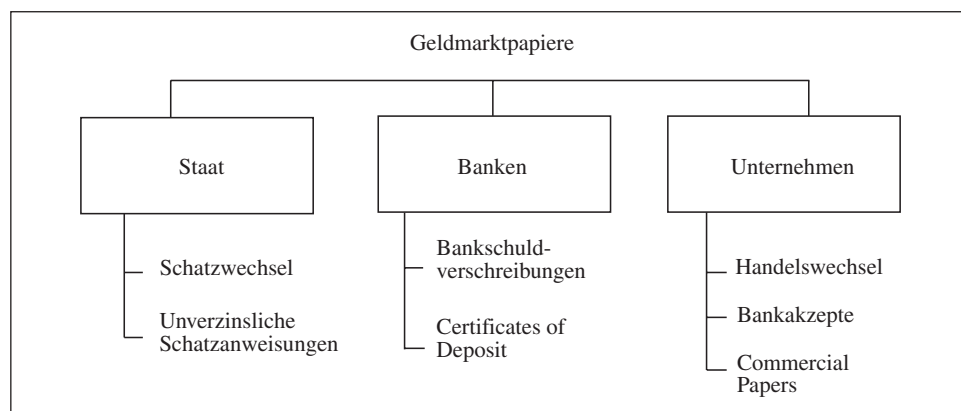 Geldmarktpapiere
Staat
Banken
Unternehmen
Schatzwechsel
Unverzinsliche
Schatzanweisungen
Bankschuld-
verschreibungen
Certificates of
Deposit
Handelswechsel
Bankakzepte
Commercial
Papers